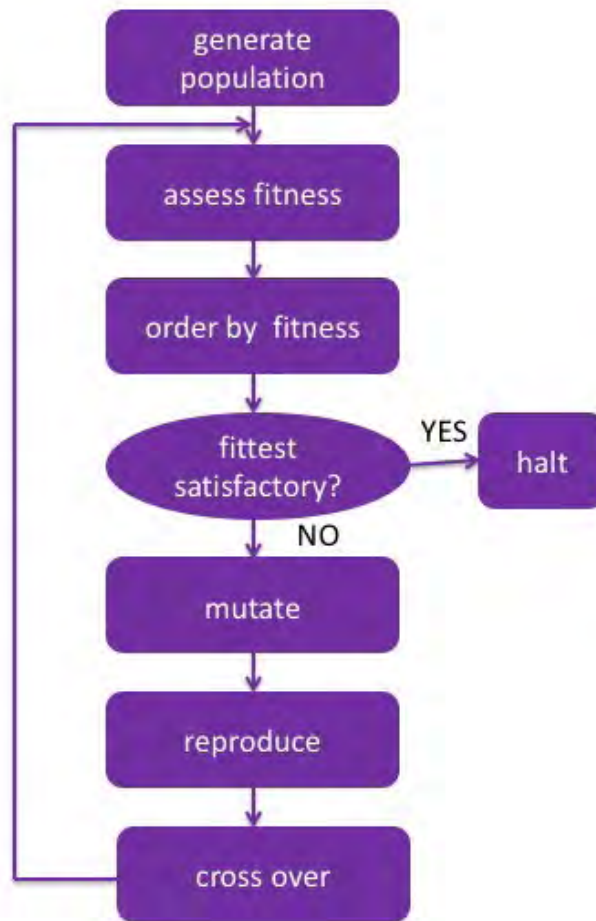 generate
population
assess fitness
order by fitness
fittest
satisfactory?
YES
halt
NO
mutate
reproduce
cross over